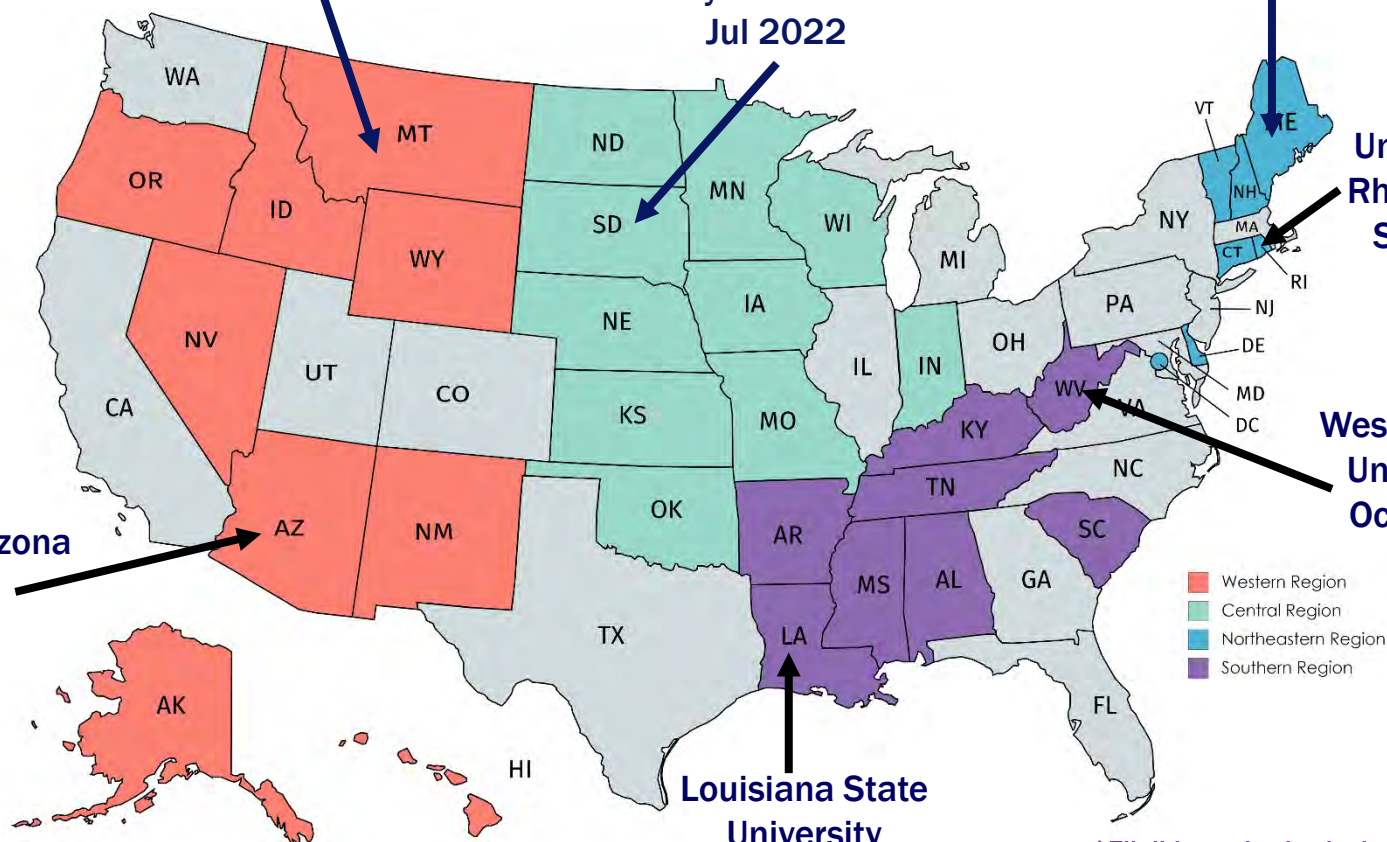 Jul 2022
WA
MT
ND
MN
VT
ME
OR
ID
SD
WI
NH
NY
MA
CT
RI
WY
MI
IA
PA
NJ
NE
NV
OH
DE
UT
IL
IN
CO
MD
WV
VA
DC
CA
KS
MO
KY
NC
TN
OK
AZ
NM
AR
SC
MS
AL
GA
TX
LA
FL
AK
HI
Western Region
Central Region
Northeastern Region
Southern Region
Louisiana State
University